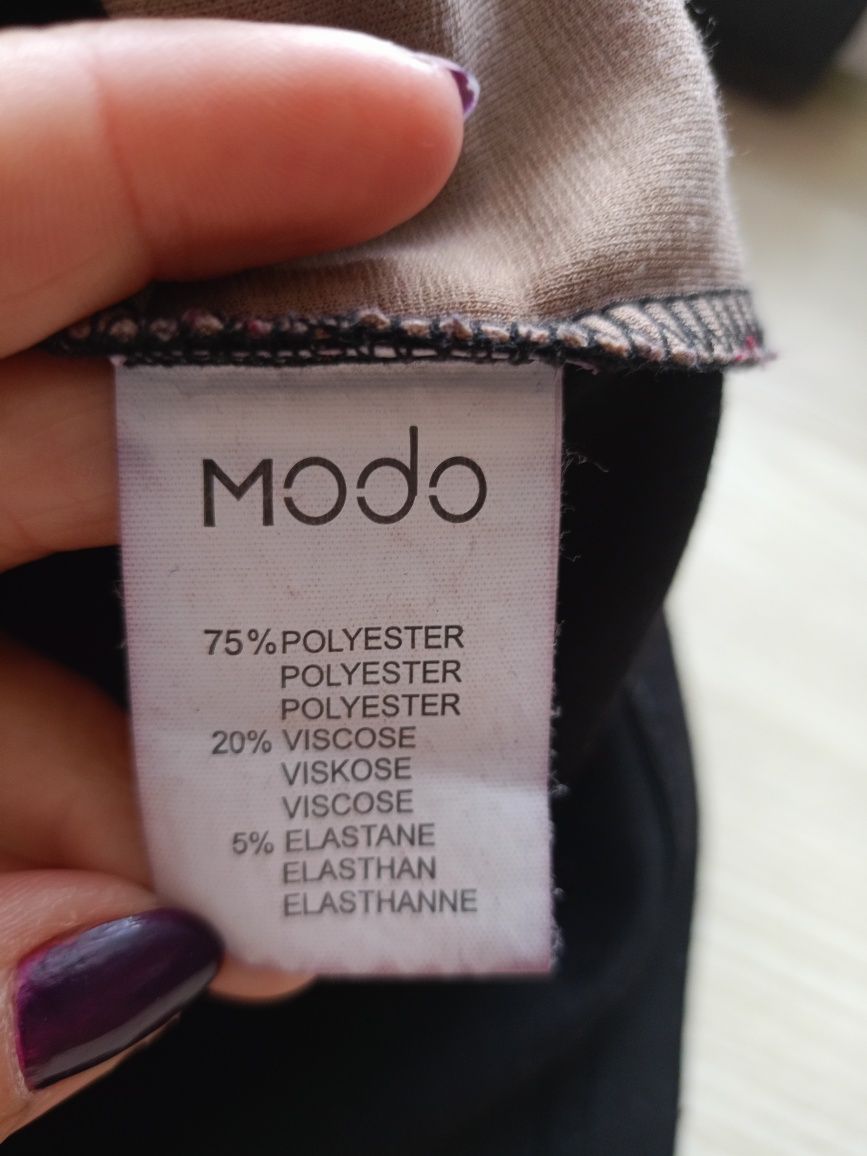 Modo
75% POLYESTER
POLYESTER
POLYESTER
20% VISCOSE
VISKOSE
VISCOSE
5% ELASTANE
ELASTHAN
ELASTHANNE